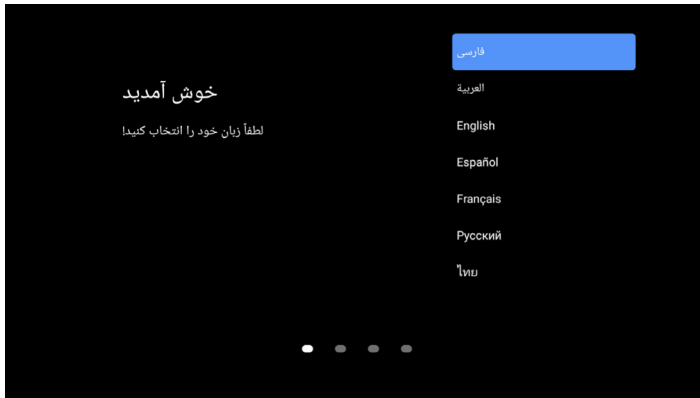 خوش آمدید
لطفاً زبان خود را انتخاب کنید!
فارسی
العربية
English
Español
Français
Русский
ไทย